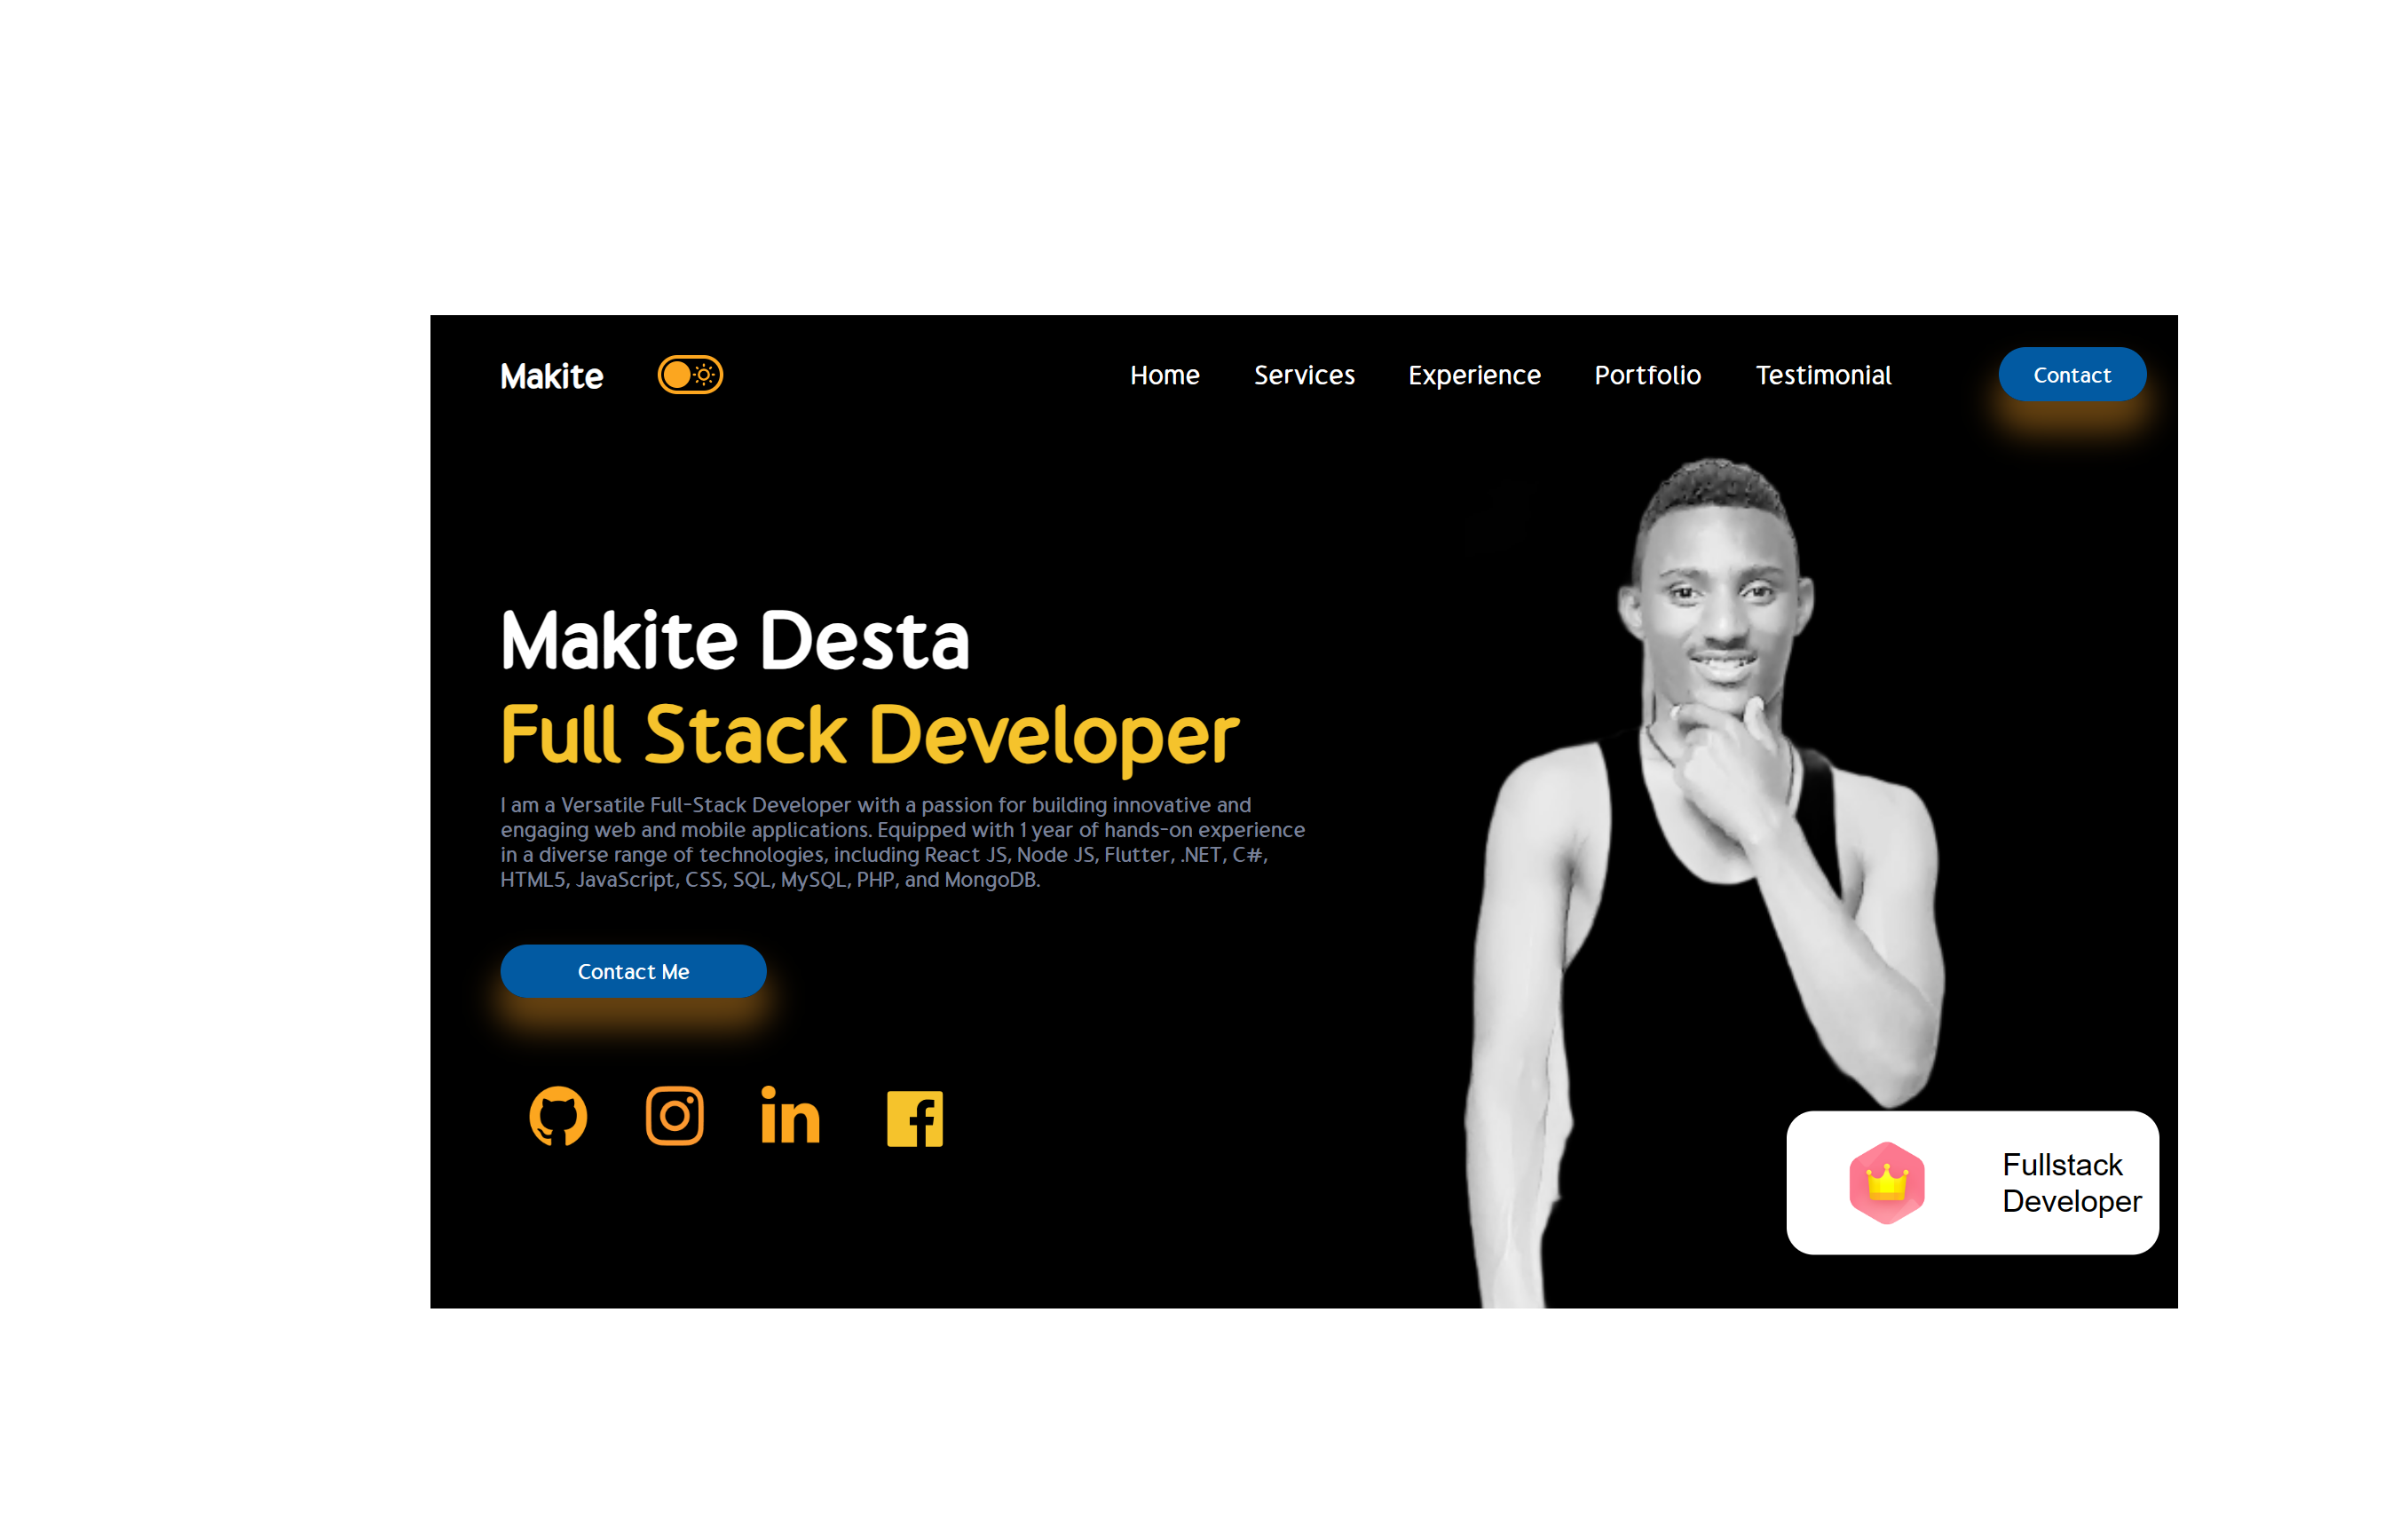 Makite
Home Services Experience Portfolio Testimonial Contact
Makite Desta
Full Stack Developer
I am a Versatile Full-Stack Developer with a passion for building innovative and
engaging web and mobile applications. Equipped with 1 year of hands-on experience
in a diverse range of technologies, including React JS, Node JS, Flutter, .NET, C#,
HTML5, JavaScript, CSS, SQL, MySQL, PHP, and MongoDB.
Contact Me
in
Fullstack
Developer